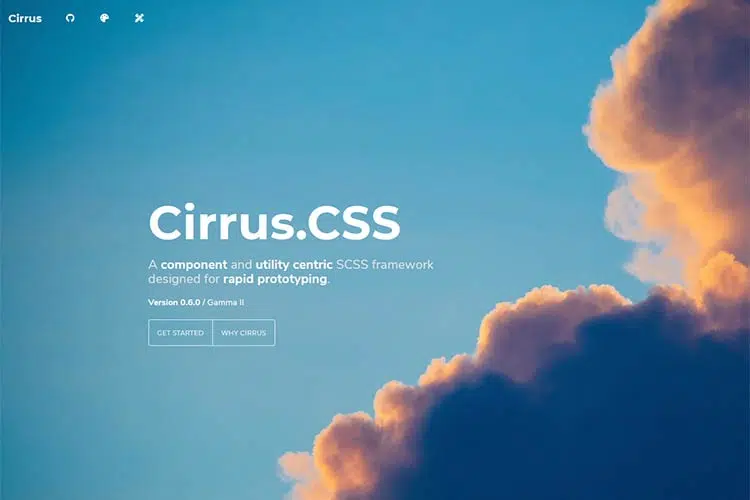 Cirrus
Cirrus.CSS
A component and utility centric SCSS framework
designed for rapid prototyping.
Version 0.6.0 / Gamma II
GET STARTED
WHY CIRRUS